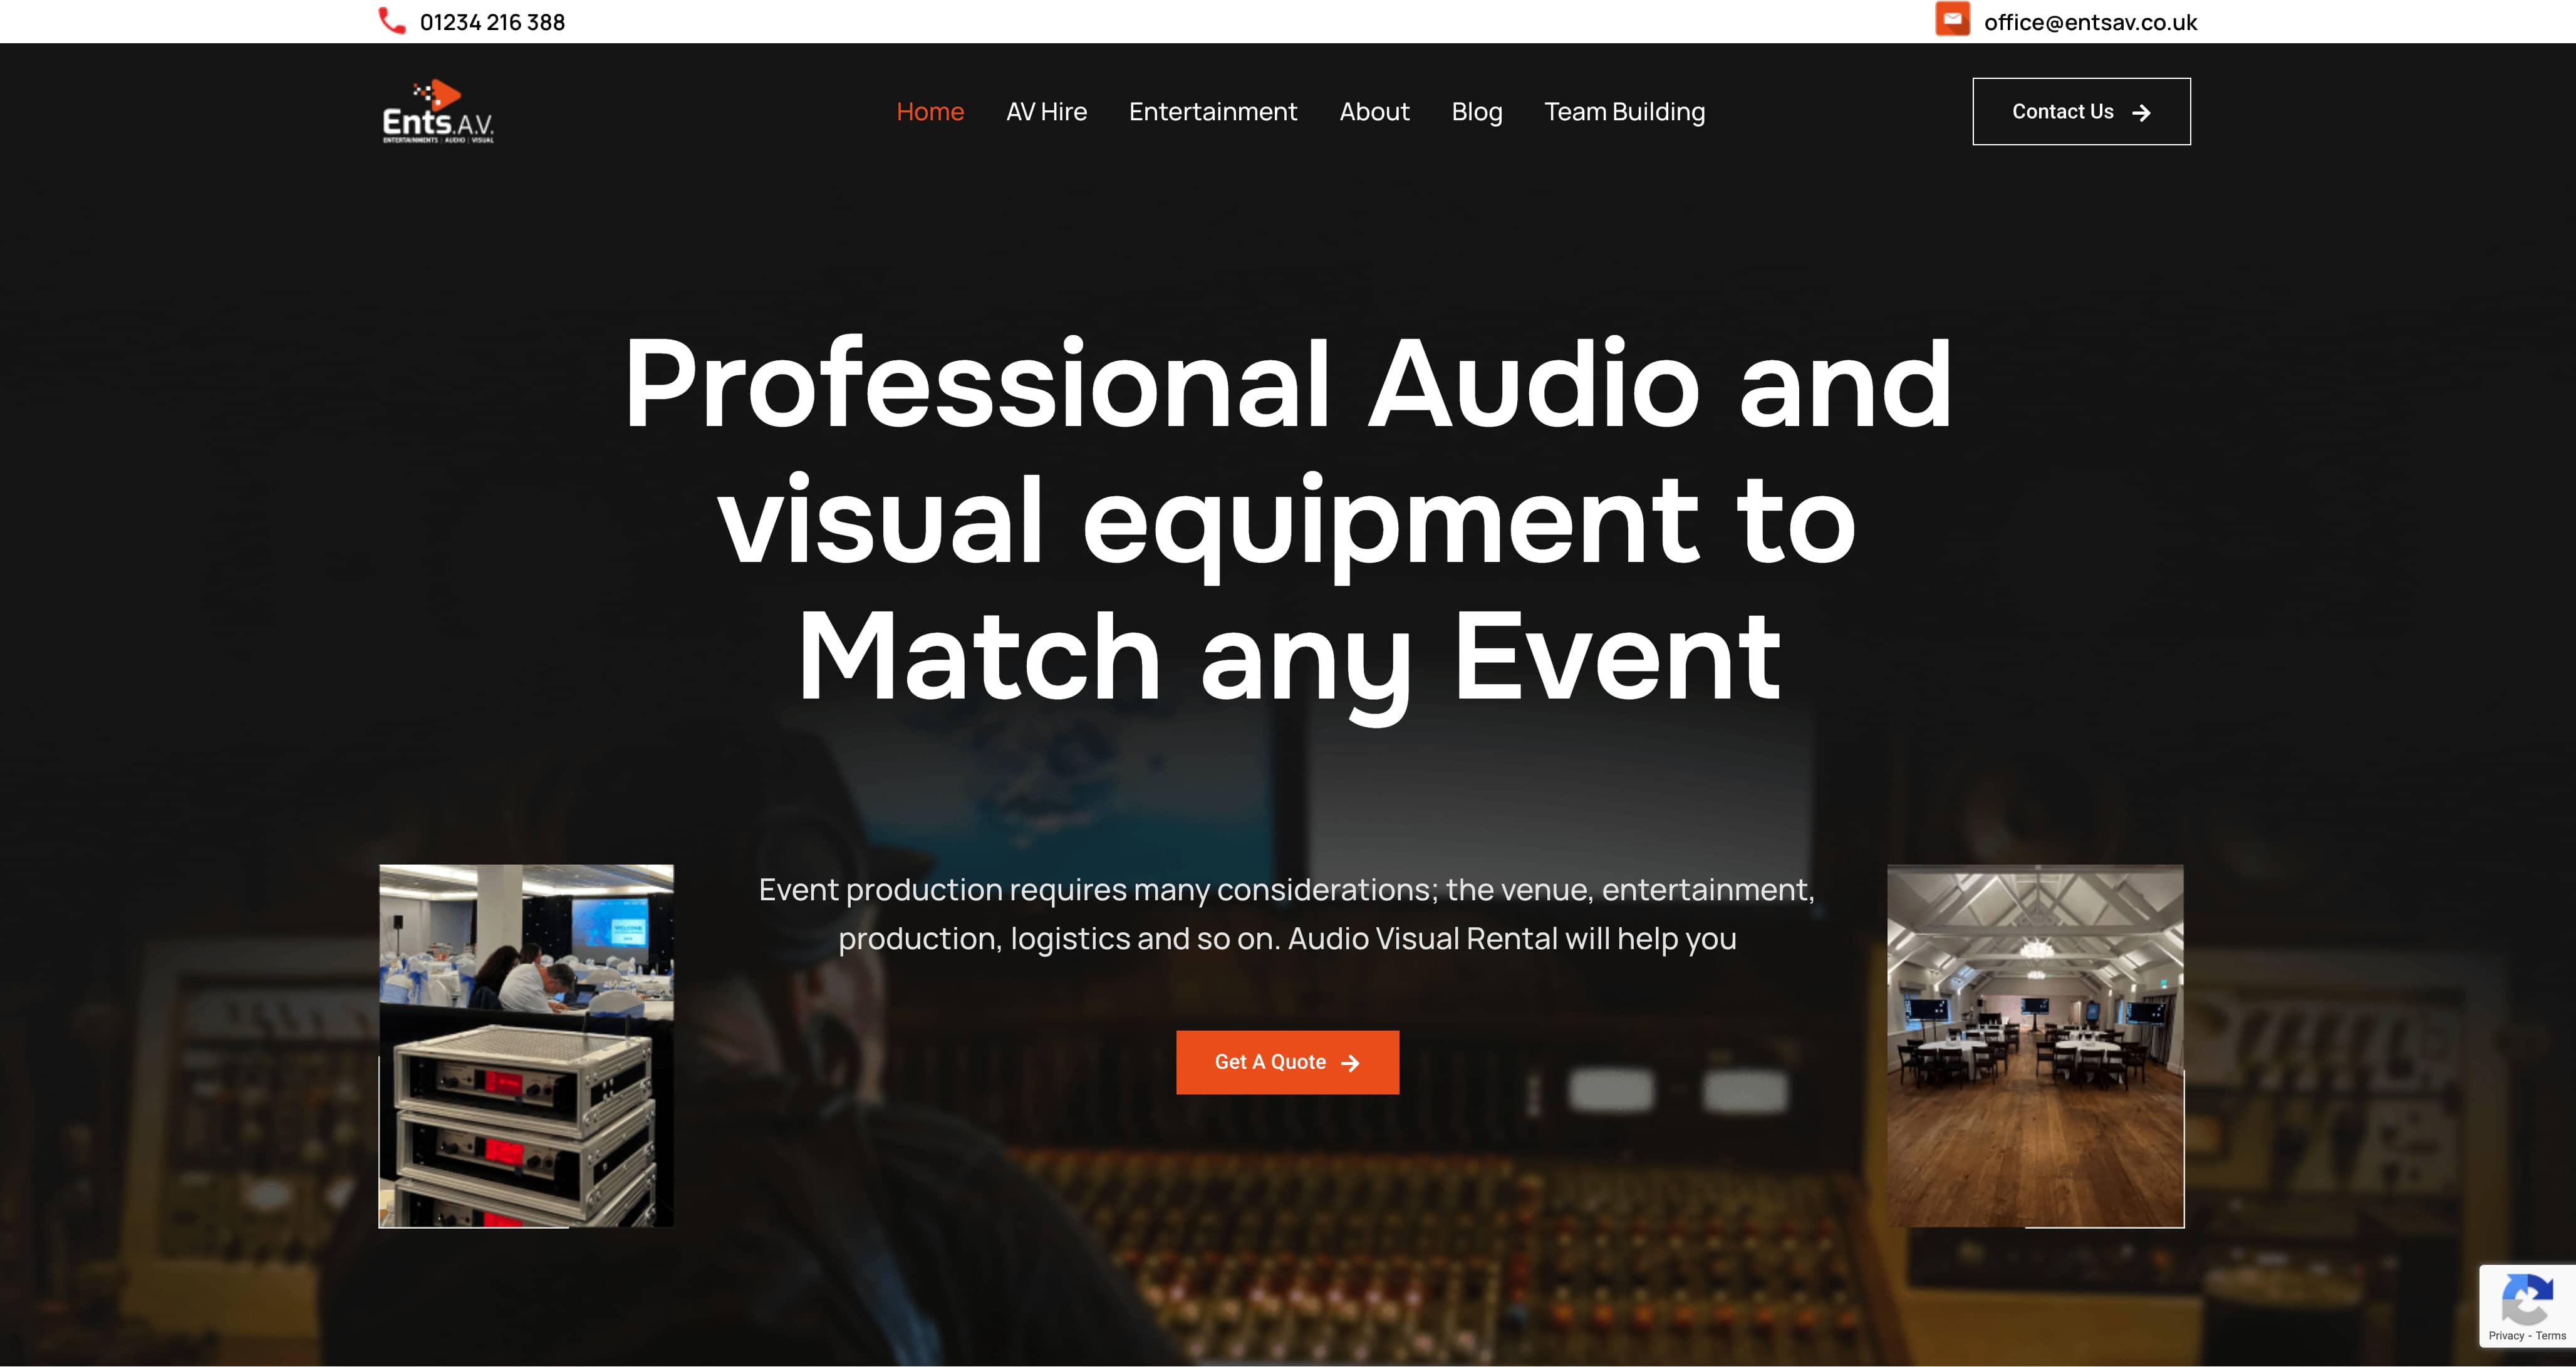 01234 216 388
office@entsav.co.uk
Ents.A.V.
ENTERTAINMENTS | AUDIO | VISUAL
Home
AV Hire
Entertainment
About
Blog
Team Building
Contact Us
Professional Audio and
visual equipment to
Match any Event
Event production requires many considerations; the venue, entertainment,
production, logistics and so on. Audio Visual Rental will help you
WELCOME
Get A Quote
Privacy - Terms